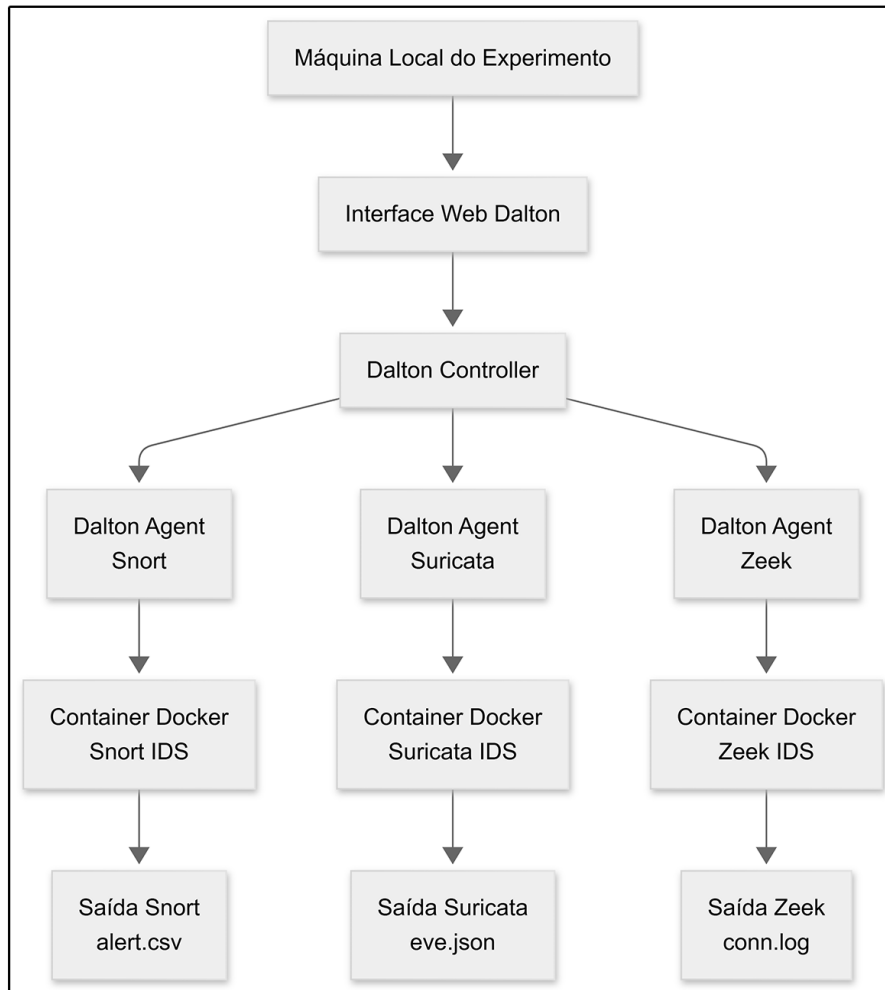 Máquina Local do Experimento
Interface Web Dalton
Dalton Controller
Dalton Agent
Snort
Dalton Agent
Suricata
Dalton Agent
Zeek
Container Docker
Snort IDS
Container Docker
Suricata IDS
Container Docker
Zeek IDS
Saída Snort
alert.csv
Saída Suricata
eve.json
Saída Zeek
conn.log